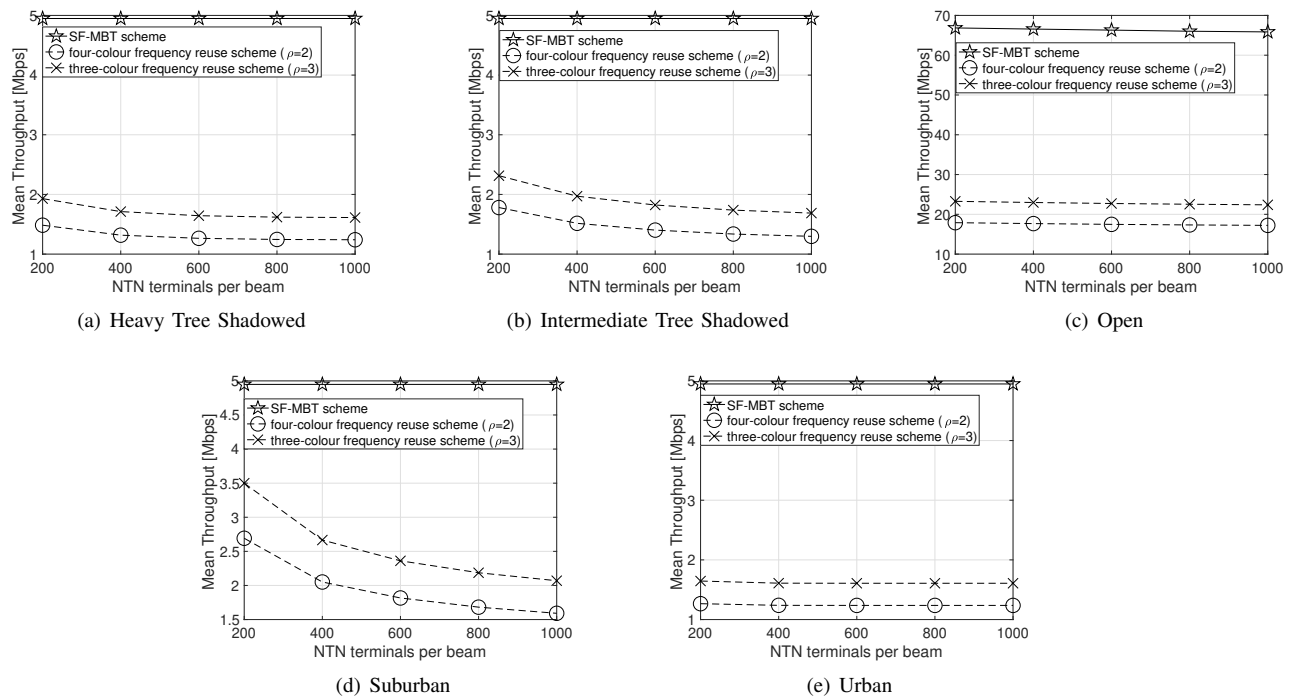 5
4
3
2
1
Mean Throughput [Mbps]
SF-MBT scheme
four-colour frequency reuse scheme (ρ=2)
three-colour frequency reuse scheme (ρ=3)
200 400 600 800 1000
NTN terminals per beam
(a) Heavy Tree Shadowed
5
4
3
2
1
Mean Throughput [Mbps]
SF-MBT scheme
four-colour frequency reuse scheme (ρ=2)
three-colour frequency reuse scheme (ρ=3)
200 400 600 800 1000
NTN terminals per beam
(b) Intermediate Tree Shadowed
70
60
50
40
30
20
10
Mean Throughput [Mbps]
SF-MBT scheme
four-colour frequency reuse scheme (ρ=2)
three-colour frequency reuse scheme (ρ=3)
200 400 600 800 1000
NTN terminals per beam
(c) Open
5
4.5
4
3.5
3
2.5
2
1.5
Mean Throughput [Mbps]
SF-MBT scheme
four-colour frequency reuse scheme (ρ=2)
three-colour frequency reuse scheme (ρ=3)
200 400 600 800 1000
NTN terminals per beam
(d) Suburban
5
4
3
2
1
Mean Throughput [Mbps]
SF-MBT scheme
four-colour frequency reuse scheme (ρ=2)
three-colour frequency reuse scheme (ρ=3)
200 400 600 800 1000
NTN terminals per beam
(e) Urban